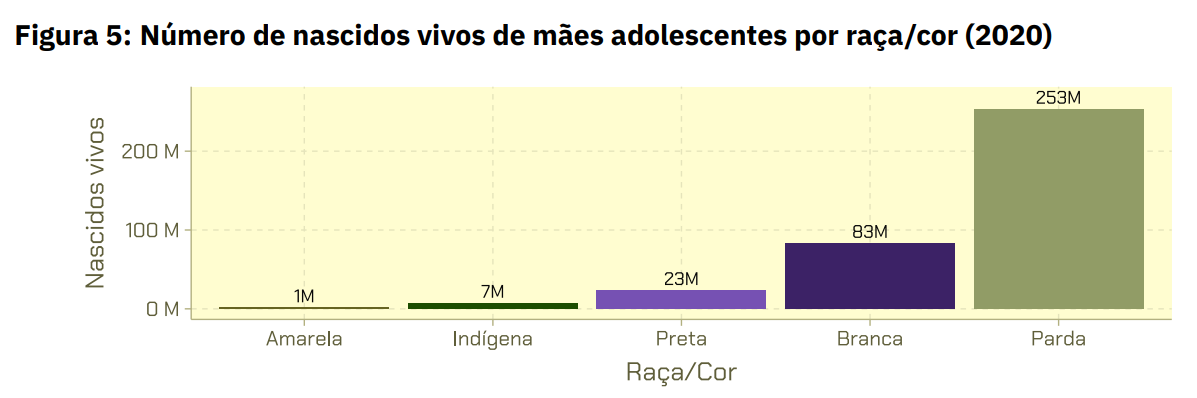 Figura 5: Número de nascidos vivos de mães adolescentes por raça/cor (2020)
253M
200 M
Nascidos vivos
100 M
83M
23M
7M
1M
0 M
Amarela Indígena Preta Branca Parda
Raça/Cor